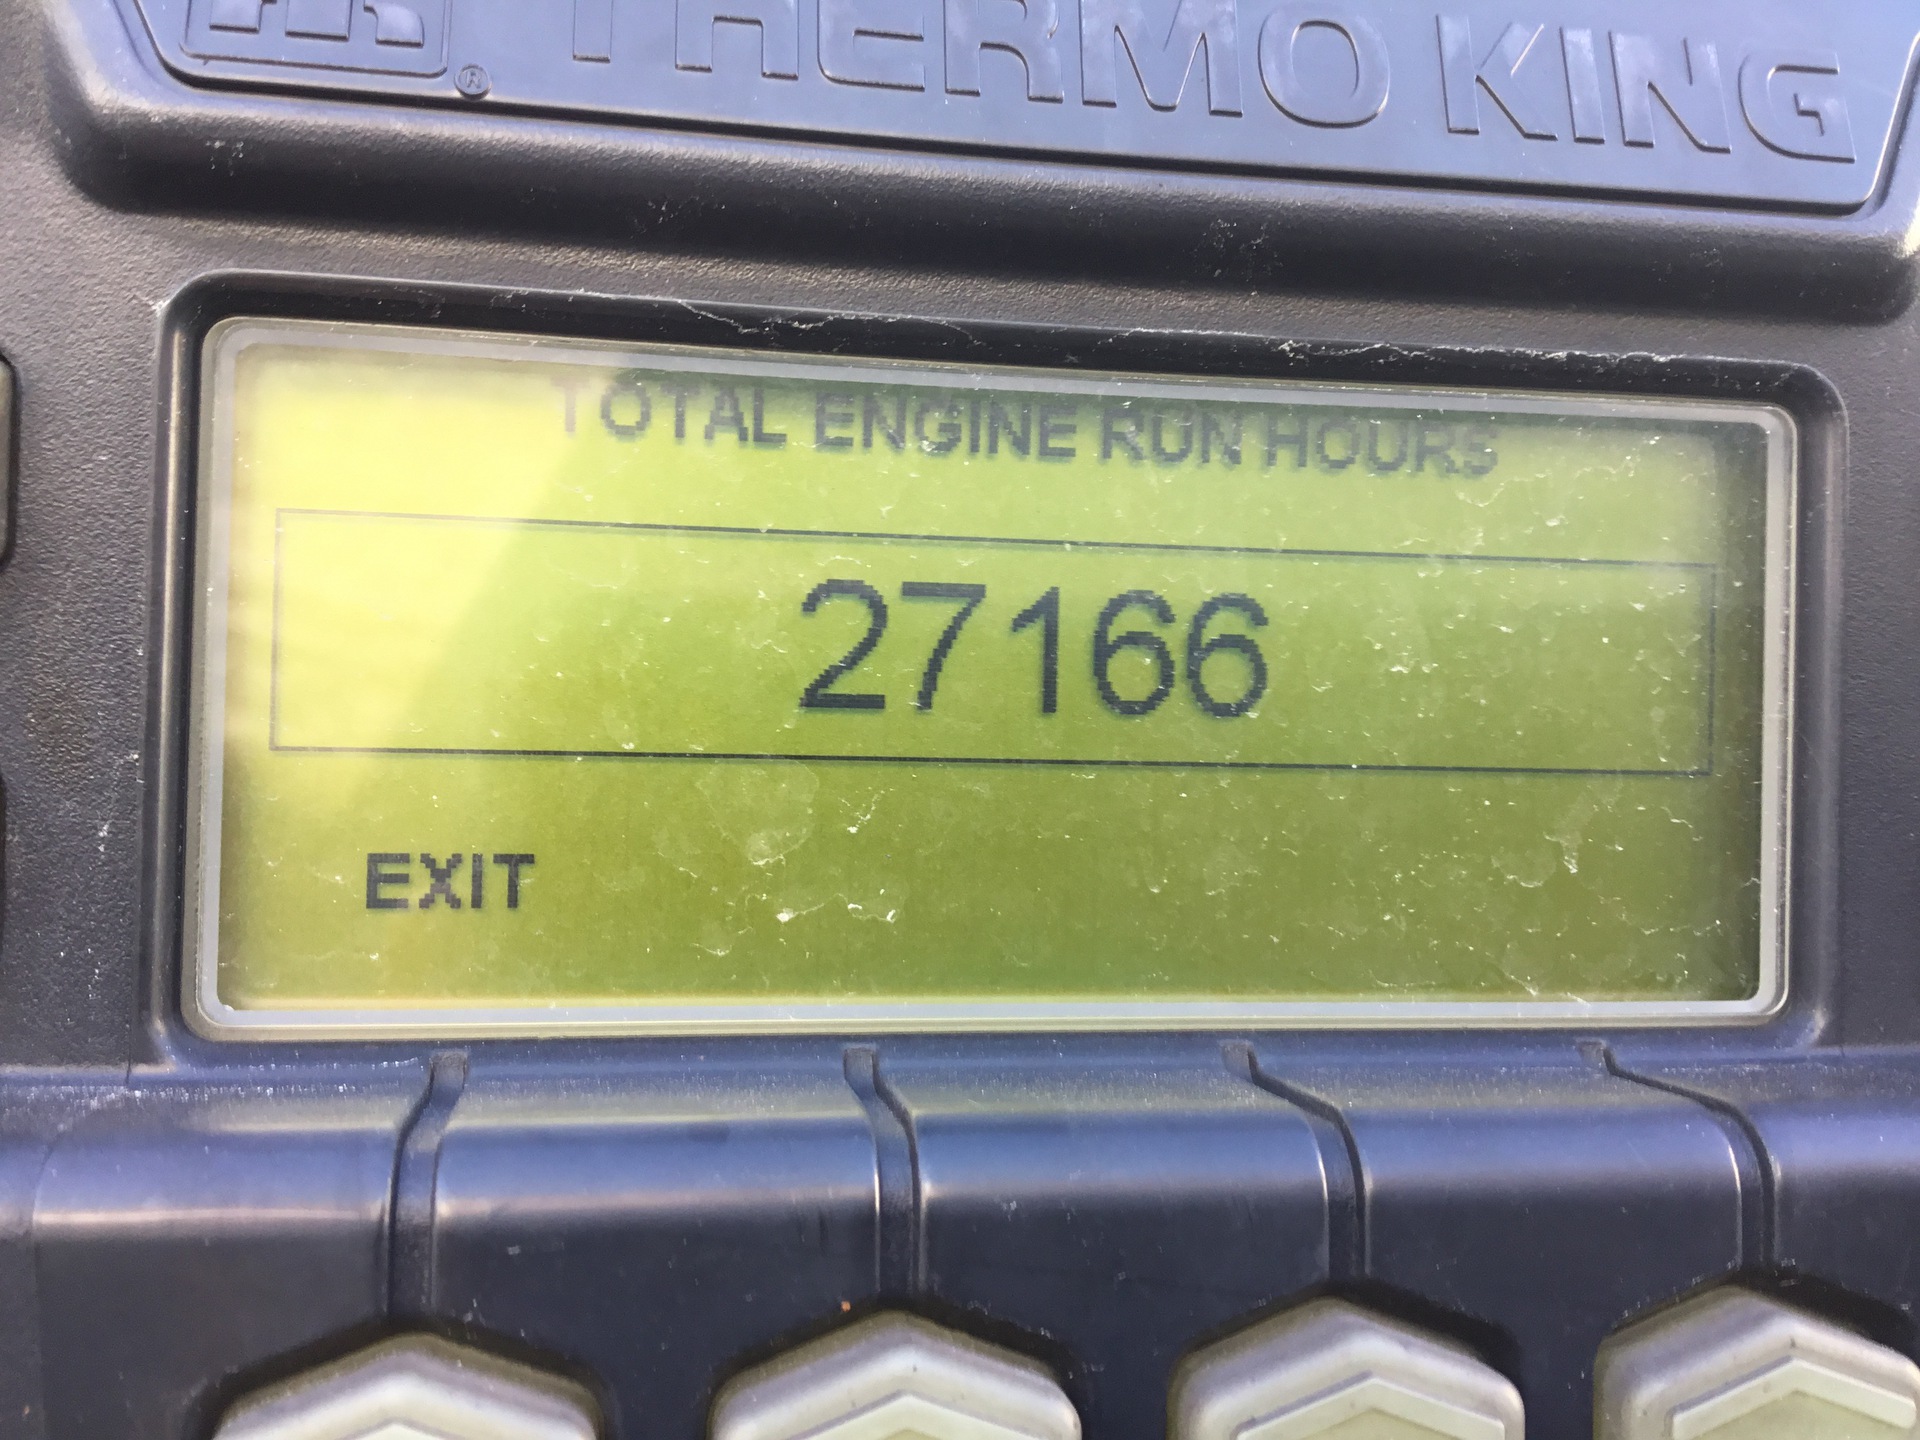 ® THERMO KING
TOTAL ENGINE RUN HOURS
27166
EXIT